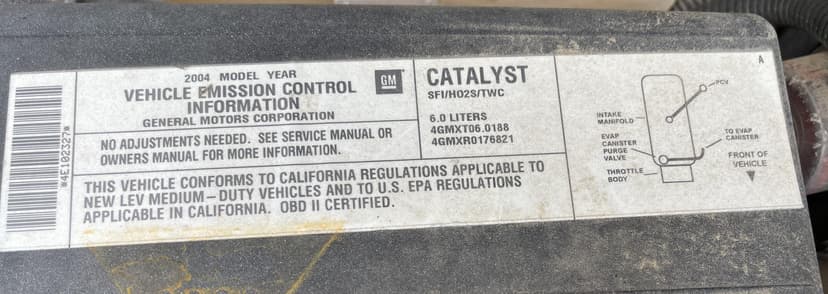 *4E102327*
2004 MODEL YEAR
VEHICLE EMISSION CONTROL
INFORMATION
GENERAL MOTORS CORPORATION
GM
NO ADJUSTMENTS NEEDED. SEE SERVICE MANUAL OR
OWNERS MANUAL FOR MORE INFORMATION.
CATALYST
SFI/HO2S/TWC
6.0 LITERS
4GMXT06.0188
4GMXR0176821
THIS VEHICLE CONFORMS TO CALIFORNIA REGULATIONS APPLICABLE TO
NEW LEV MEDIUM-DUTY VEHICLES AND TO U.S. EPA REGULATIONS
APPLICABLE IN CALIFORNIA. OBD II CERTIFIED.
A
PCV
INTAKE
MANIFOLD
EVAP
CANISTER
PURGE
VALVE
THROTTLE
BODY
TO EVAP
CANISTER
FRONT OF
VEHICLE